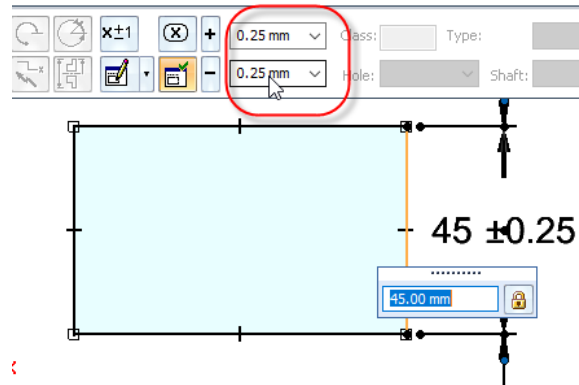 x±1 (x) + 0.25 mm Class: Type:
- 0.25 mm Hole: Shaft:
45 ±0.25
45.00 mm
x